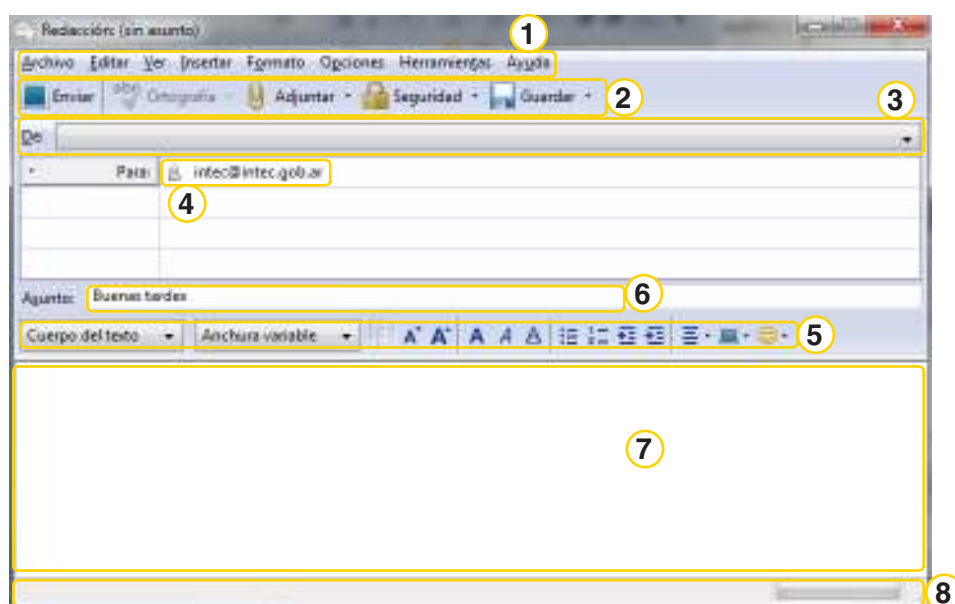 Redacción: (sin asunto)
1
Archivo Editar Ver Insertar Formato Opciones Herramientas Ayuda
Enviar Ortografía Adjuntar Seguridad Guardar 2
3
De:
Para: intec@intec.gob.ar
4
Asunto: Buenas tardes 6
Cuerpo del texto Anchura variable A A A A A 5
7
8